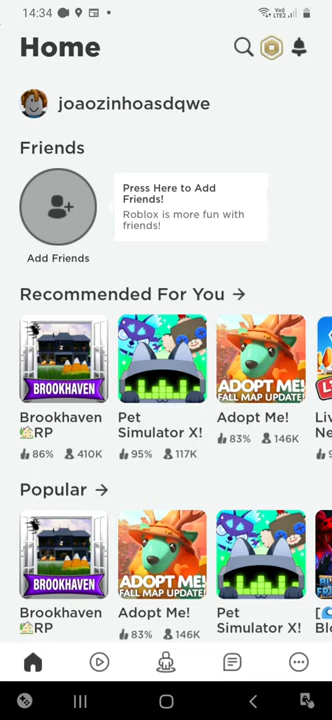 14:34
Vo))
LTE2
Home
joaozinhoasdqwe
Friends
Press Here to Add
Friends!
Roblox is more fun with
friends!
Add Friends
Recommended For You →
BROOKHAVEN
ADOPT ME!
FALL MAP UPDATE!
Brookhaven
🏡RP
Pet
Simulator X!
Adopt Me!
86% 410K
95% 117K
83% 146K
Popular →
BROOKHAVEN
ADOPT ME!
FALL MAP UPDATE!
Brookhaven
🏡RP
Adopt Me!
Pet
Simulator X!
83% 146K